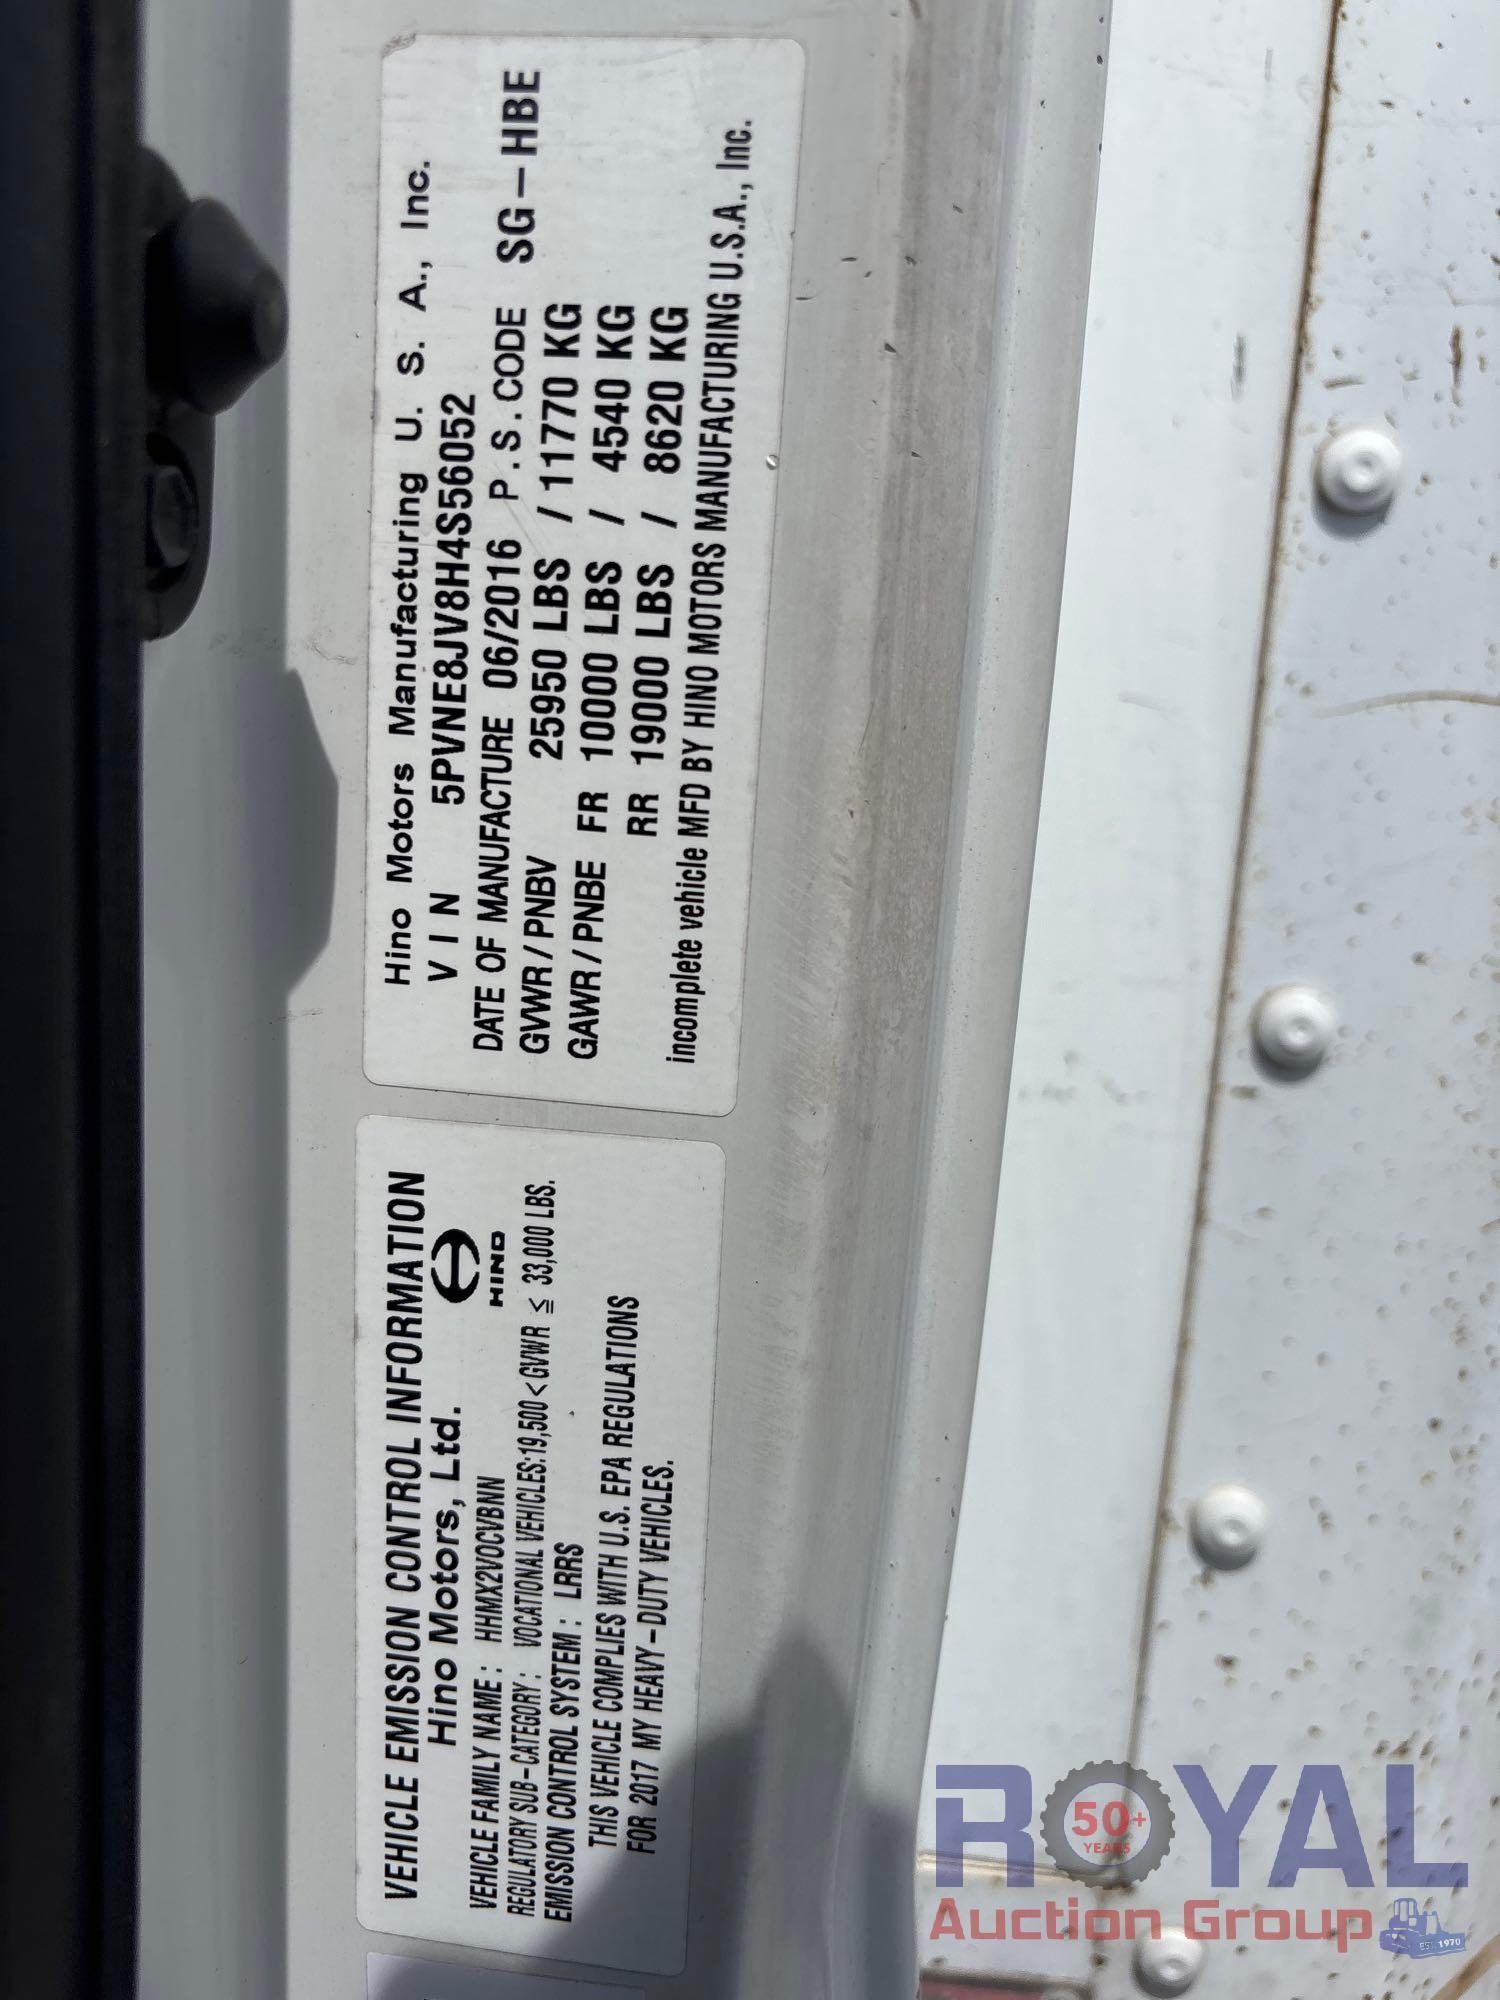 Hino Motors Manufacturing U. S. A., Inc.
VIN 5PVNE8JV8H4S56052
DATE OF MANUFACTURE 06/2016 P.S.CODE SG-HBE
GVWR/PNBV 25950 LBS /11770 KG
GAWR/PNBE FR 10000 LBS / 4540 KG
RR 19000 LBS / 8620 KG
incomplete vehicle MFD BY HINO MOTORS MANUFACTURING U.S.A., Inc.
VEHICLE EMISSION CONTROL INFORMATION
Hino Motors, Ltd.
HINO
VEHICLE FAMILY NAME : HHMX2VOCVBNN
REGULATORY SUB-CATEGORY : VOCATIONAL VEHICLES:19,500<GVWR ≦ 33,000 LBS.
EMISSION CONTROL SYSTEM : LRRS
THIS VEHICLE COMPLIES WITH U.S. EPA REGULATIONS
FOR 2017 MY HEAVY-DUTY VEHICLES.
ROYAL
50+
YEARS
Auction Group
EST. 1970